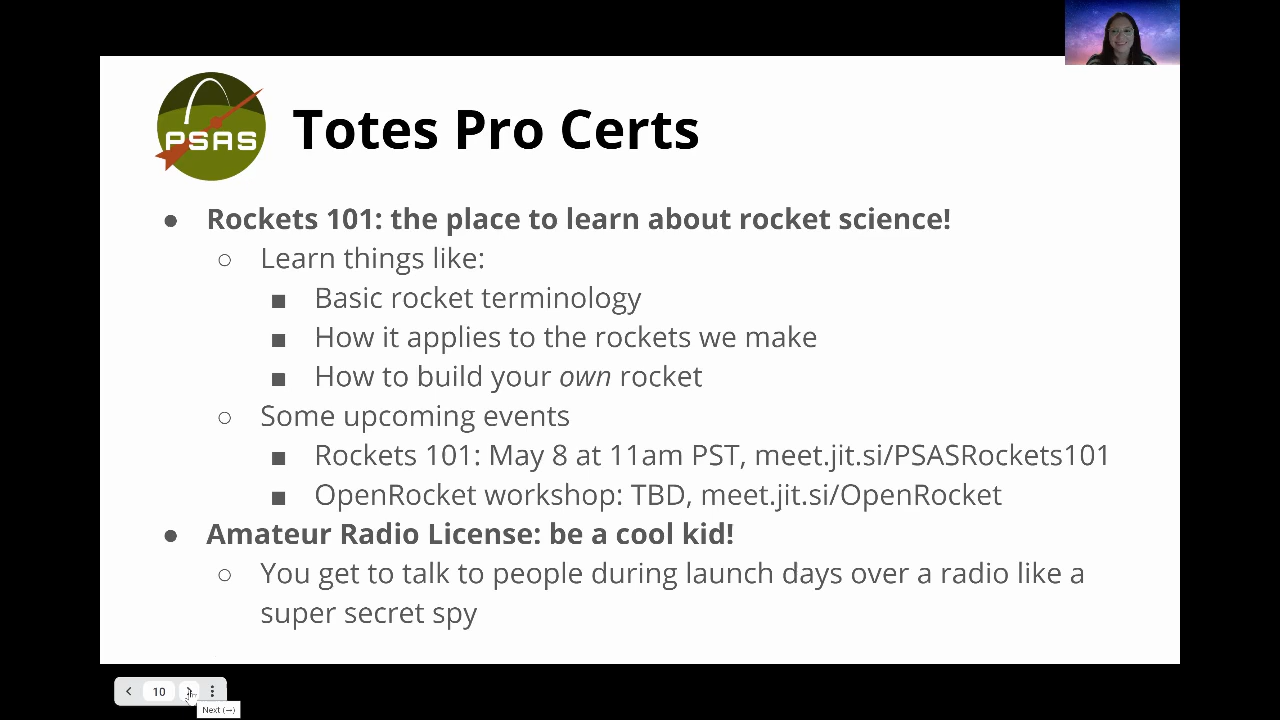 PSAS
Totes Pro Certs
● Rockets 101: the place to learn about rocket science!
○ Learn things like:
■ Basic rocket terminology
■ How it applies to the rockets we make
■ How to build your own rocket
○ Some upcoming events
■ Rockets 101: May 8 at 11am PST, meet.jit.si/PSASRockets101
■ OpenRocket workshop: TBD, meet.jit.si/OpenRocket
● Amateur Radio License: be a cool kid!
○ You get to talk to people during launch days over a radio like a
super secret spy
10
Next (→)